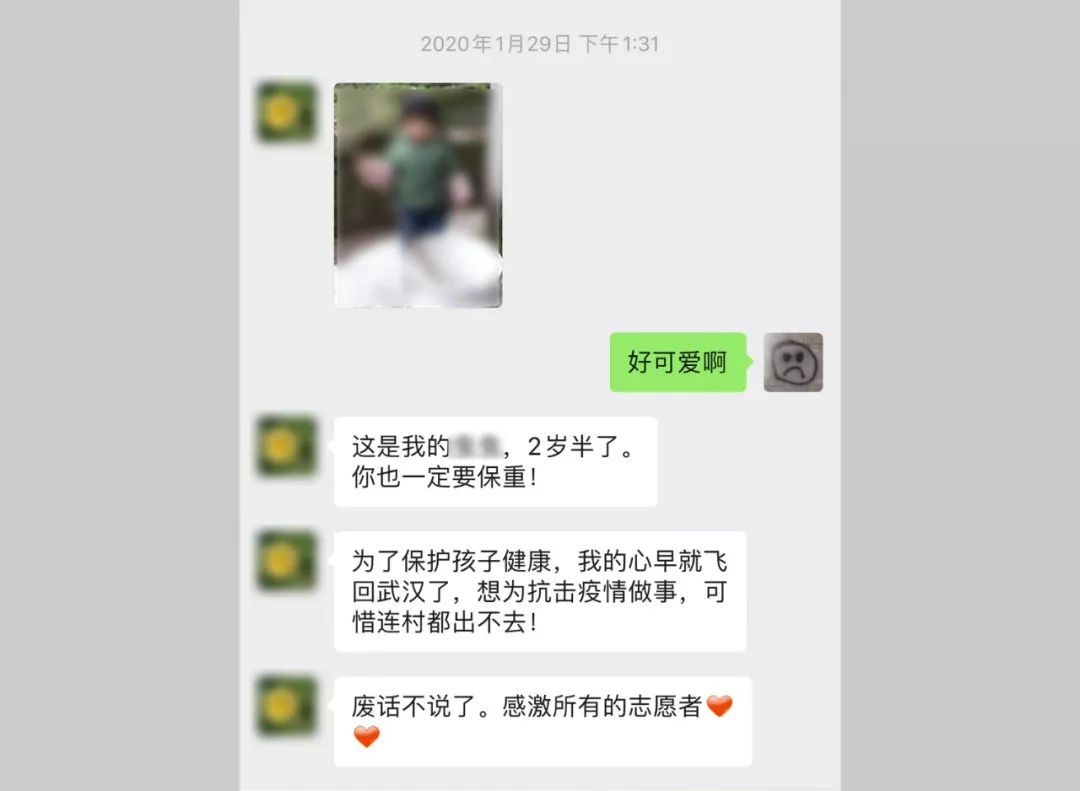 2020年1月29日 下午1:31
好可爱啊
这是我的，2岁半了。
你也一定要保重！
为了保护孩子健康，我的心早就飞
回武汉了，想为抗击疫情做事，可
惜连村都出不去！
废话不说了。感激所有的志愿者❤️
❤️